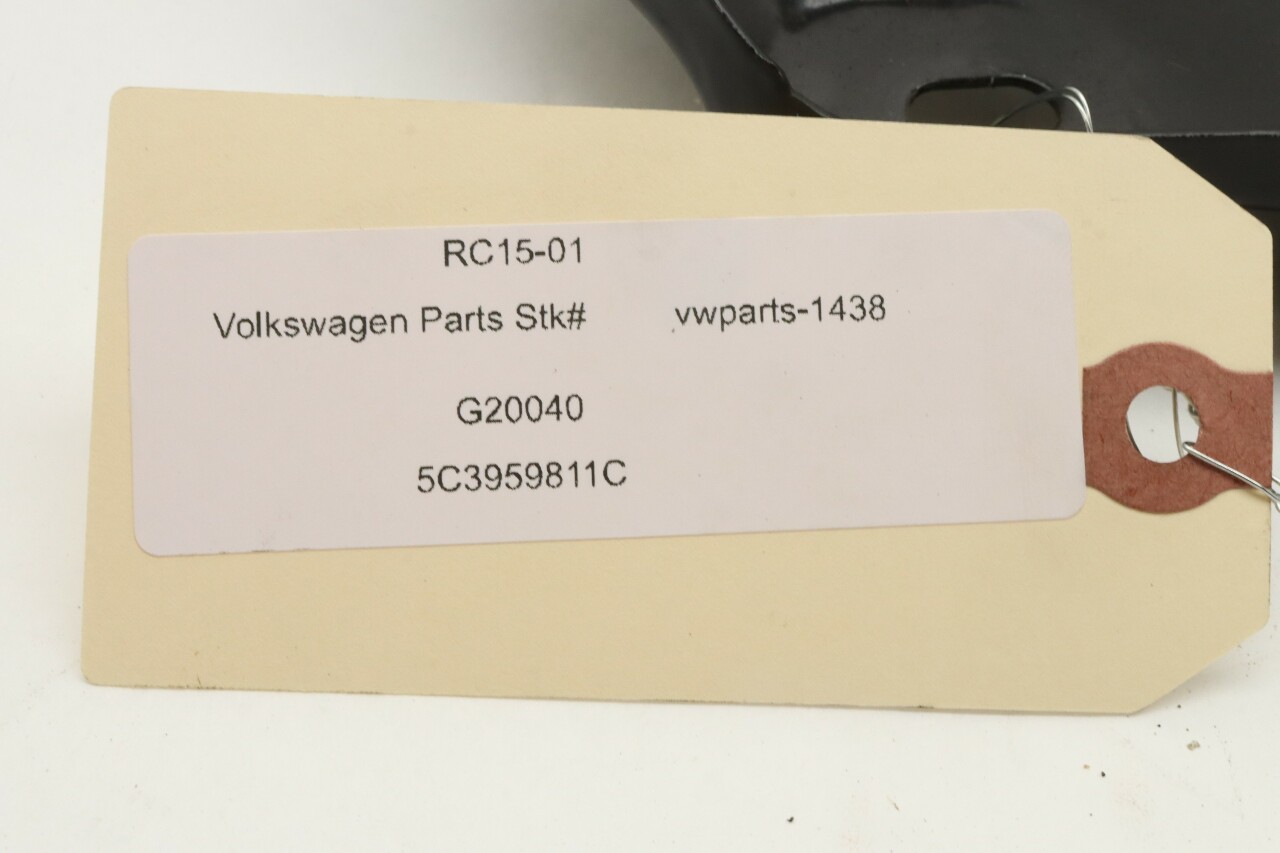 RC15-01
Volkswagen Parts Stk# vwparts-1438
G20040
5C3959811C